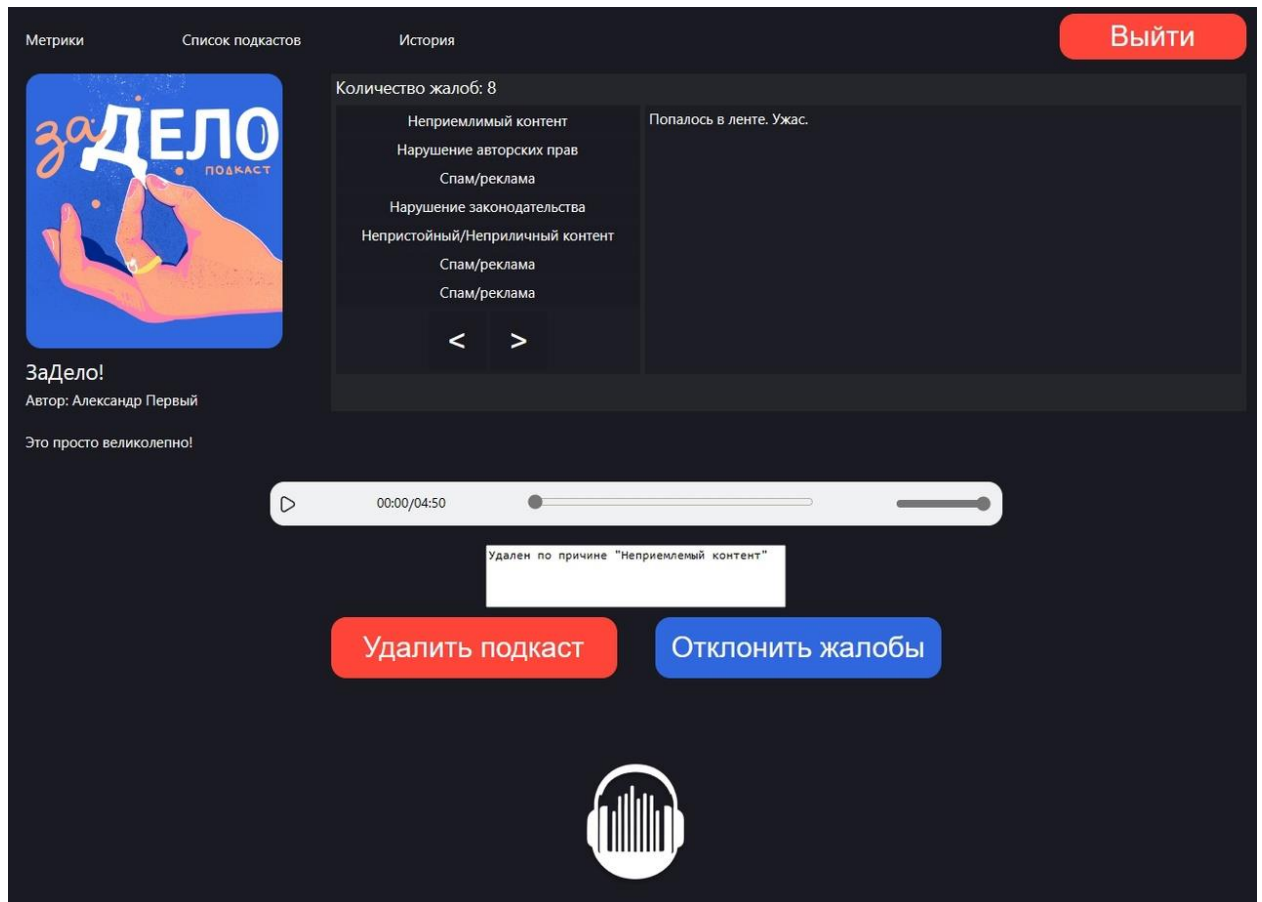 Метрики Список подкастов История Выйти
заДЕЛО
ПОДКАСТ
ЗаДело!
Автор: Александр Первый
Это просто великолепно!
Количество жалоб: 8
Неприемлимый контент
Нарушение авторских прав
Спам/реклама
Нарушение законодательства
Непристойный/Неприличный контент
Спам/реклама
Спам/реклама
< >
Попалось в ленте. Ужас.
00:00/04:50
Удален по причине "Неприемлемый контент"
Удалить подкаст Отклонить жалобы